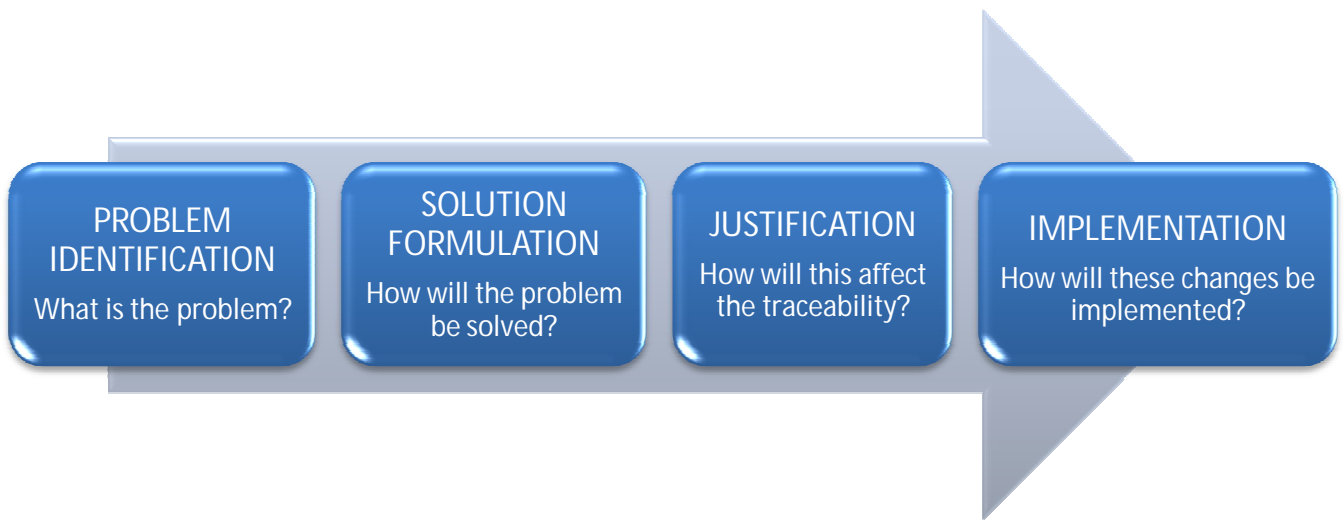 PROBLEM
IDENTIFICATION
What is the problem?
SOLUTION
FORMULATION
How will the problem
be solved?
JUSTIFICATION
How will this affect
the traceability?
IMPLEMENTATION
How will these changes be
implemented?